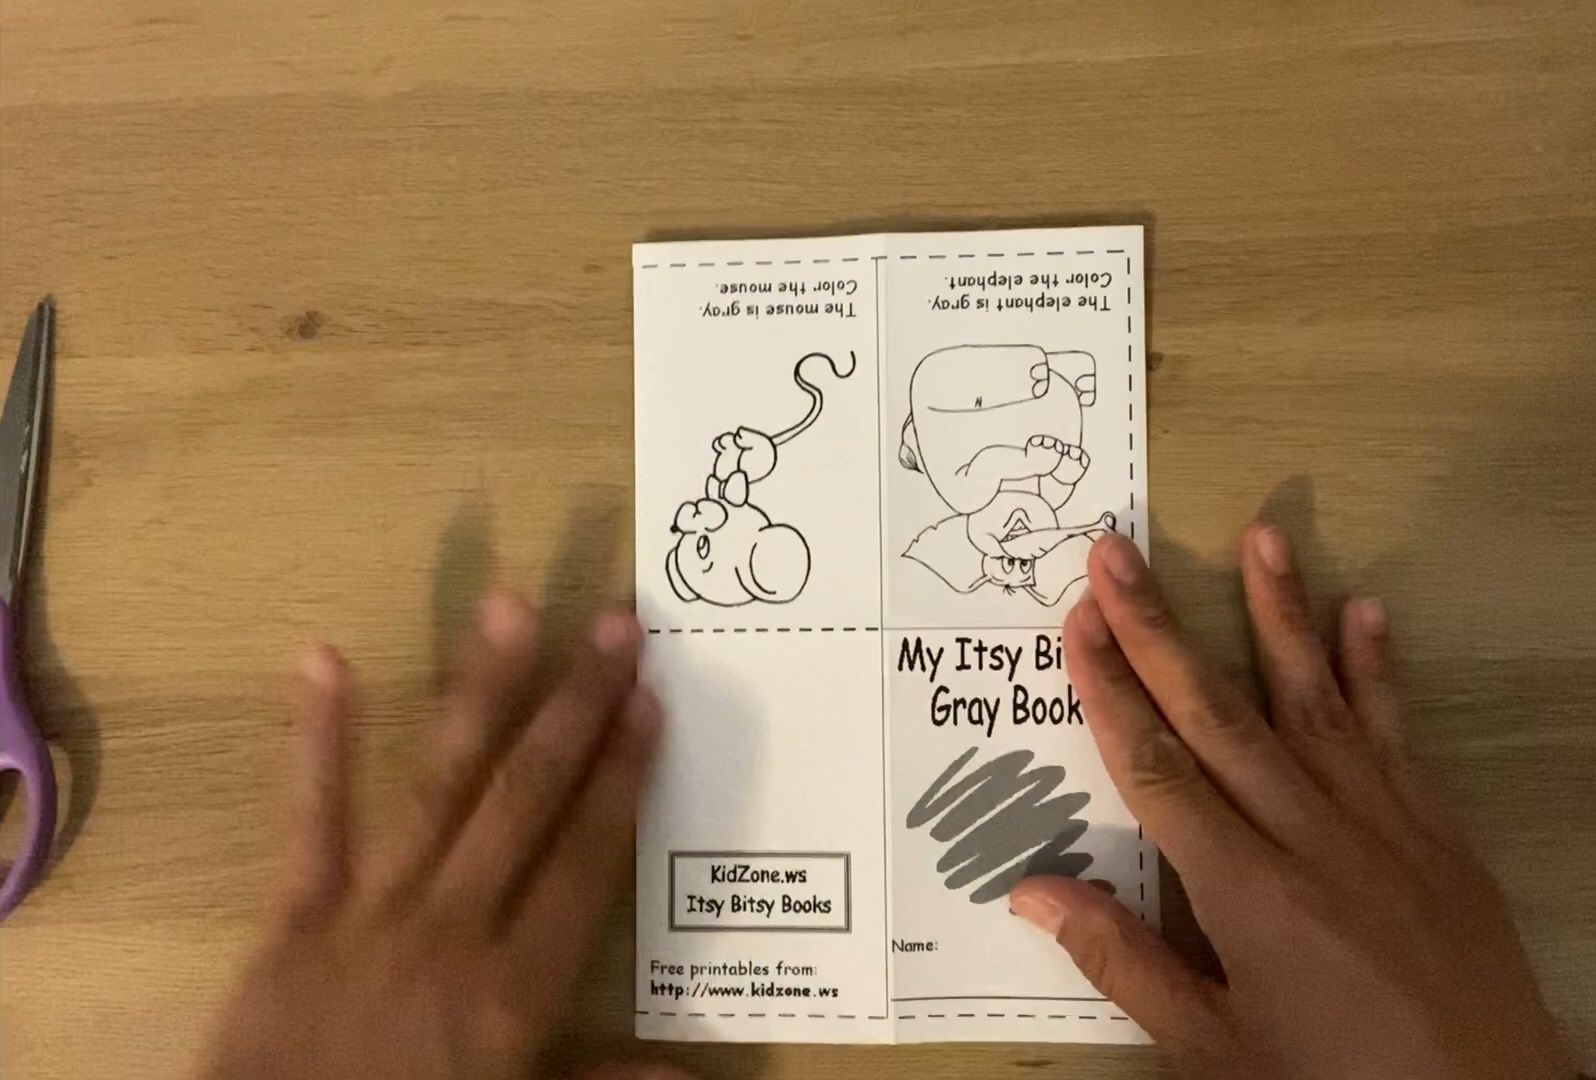 Color the mouse.
The mouse is gray.
Color the elephant.
The elephant is gray.
My Itsy
Gray Book
KidZone.ws
Itsy Bitsy Books
Name:
Free printables from:
http://www.kidzone.ws